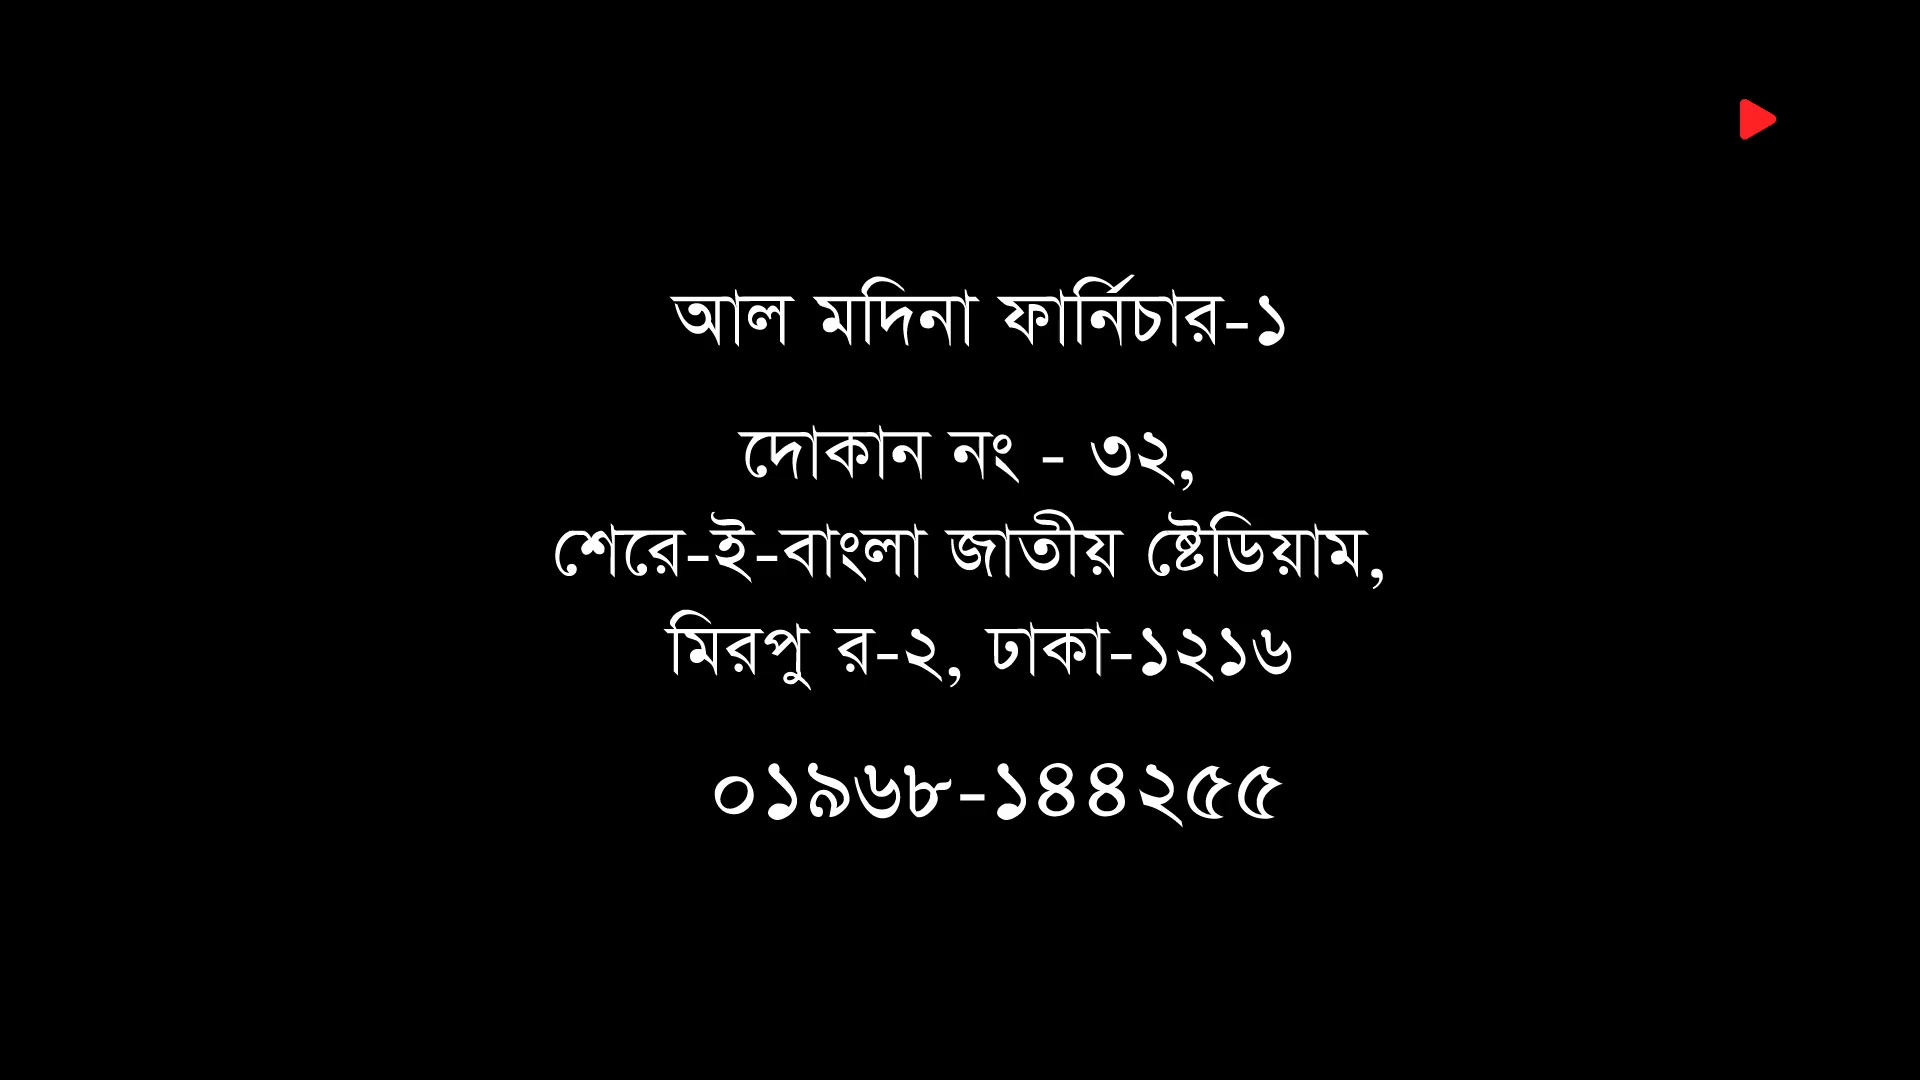 আল মদিনা ফার্নিচার-১
দোকান নং - ৩২,
শেরে-ই-বাংলা জাতীয় ষ্টেডিয়াম,
মিরপু র-২, ঢাকা-১২১৬
০১৯৬৮-১৪৪২৫৫